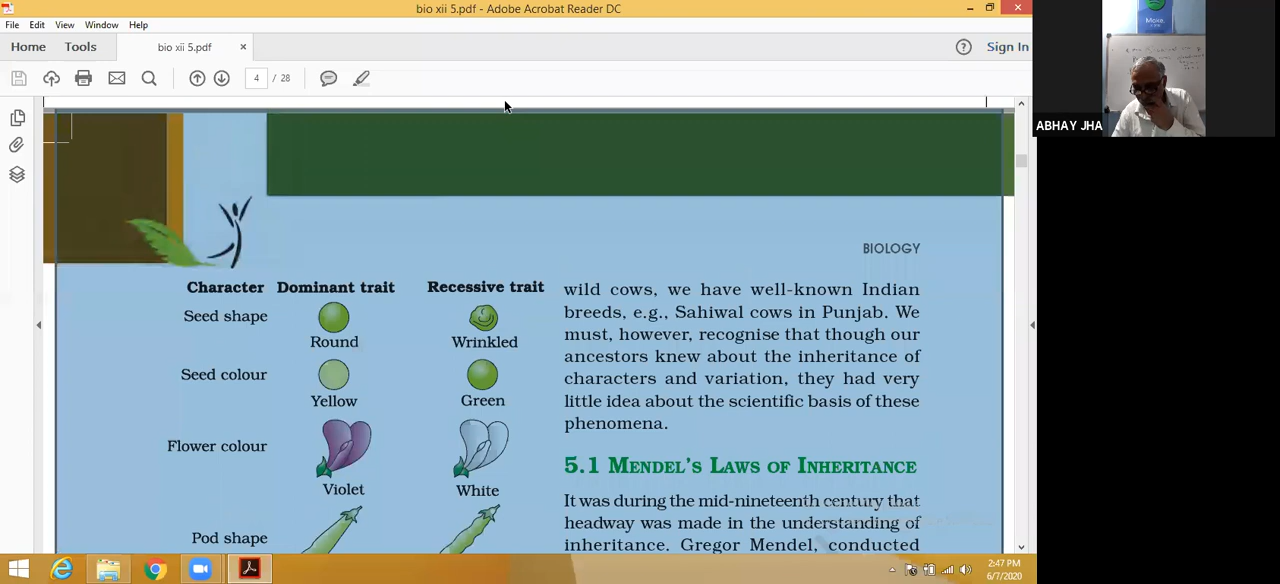 bio xii 5.pdf - Adobe Acrobat Reader DC
File Edit View Window Help
Home Tools bio xii 5.pdf × ? Sign In
4 / 28
BIOLOGY
Character Dominant trait Recessive trait
Seed shape
Round Wrinkled
Seed colour
Yellow Green
Flower colour
Violet White
Pod shape
wild cows, we have well-known Indian
breeds, e.g., Sahiwal cows in Punjab. We
must, however, recognise that though our
ancestors knew about the inheritance of
characters and variation, they had very
little idea about the scientific basis of these
phenomena.
5.1 MENDEL'S LAWS OF INHERITANCE
It was during the mid-nineteenth century that
headway was made in the understanding of
inheritance. Gregor Mendel, conducted
ABHAY JHA
2:47 PM
6/7/2020